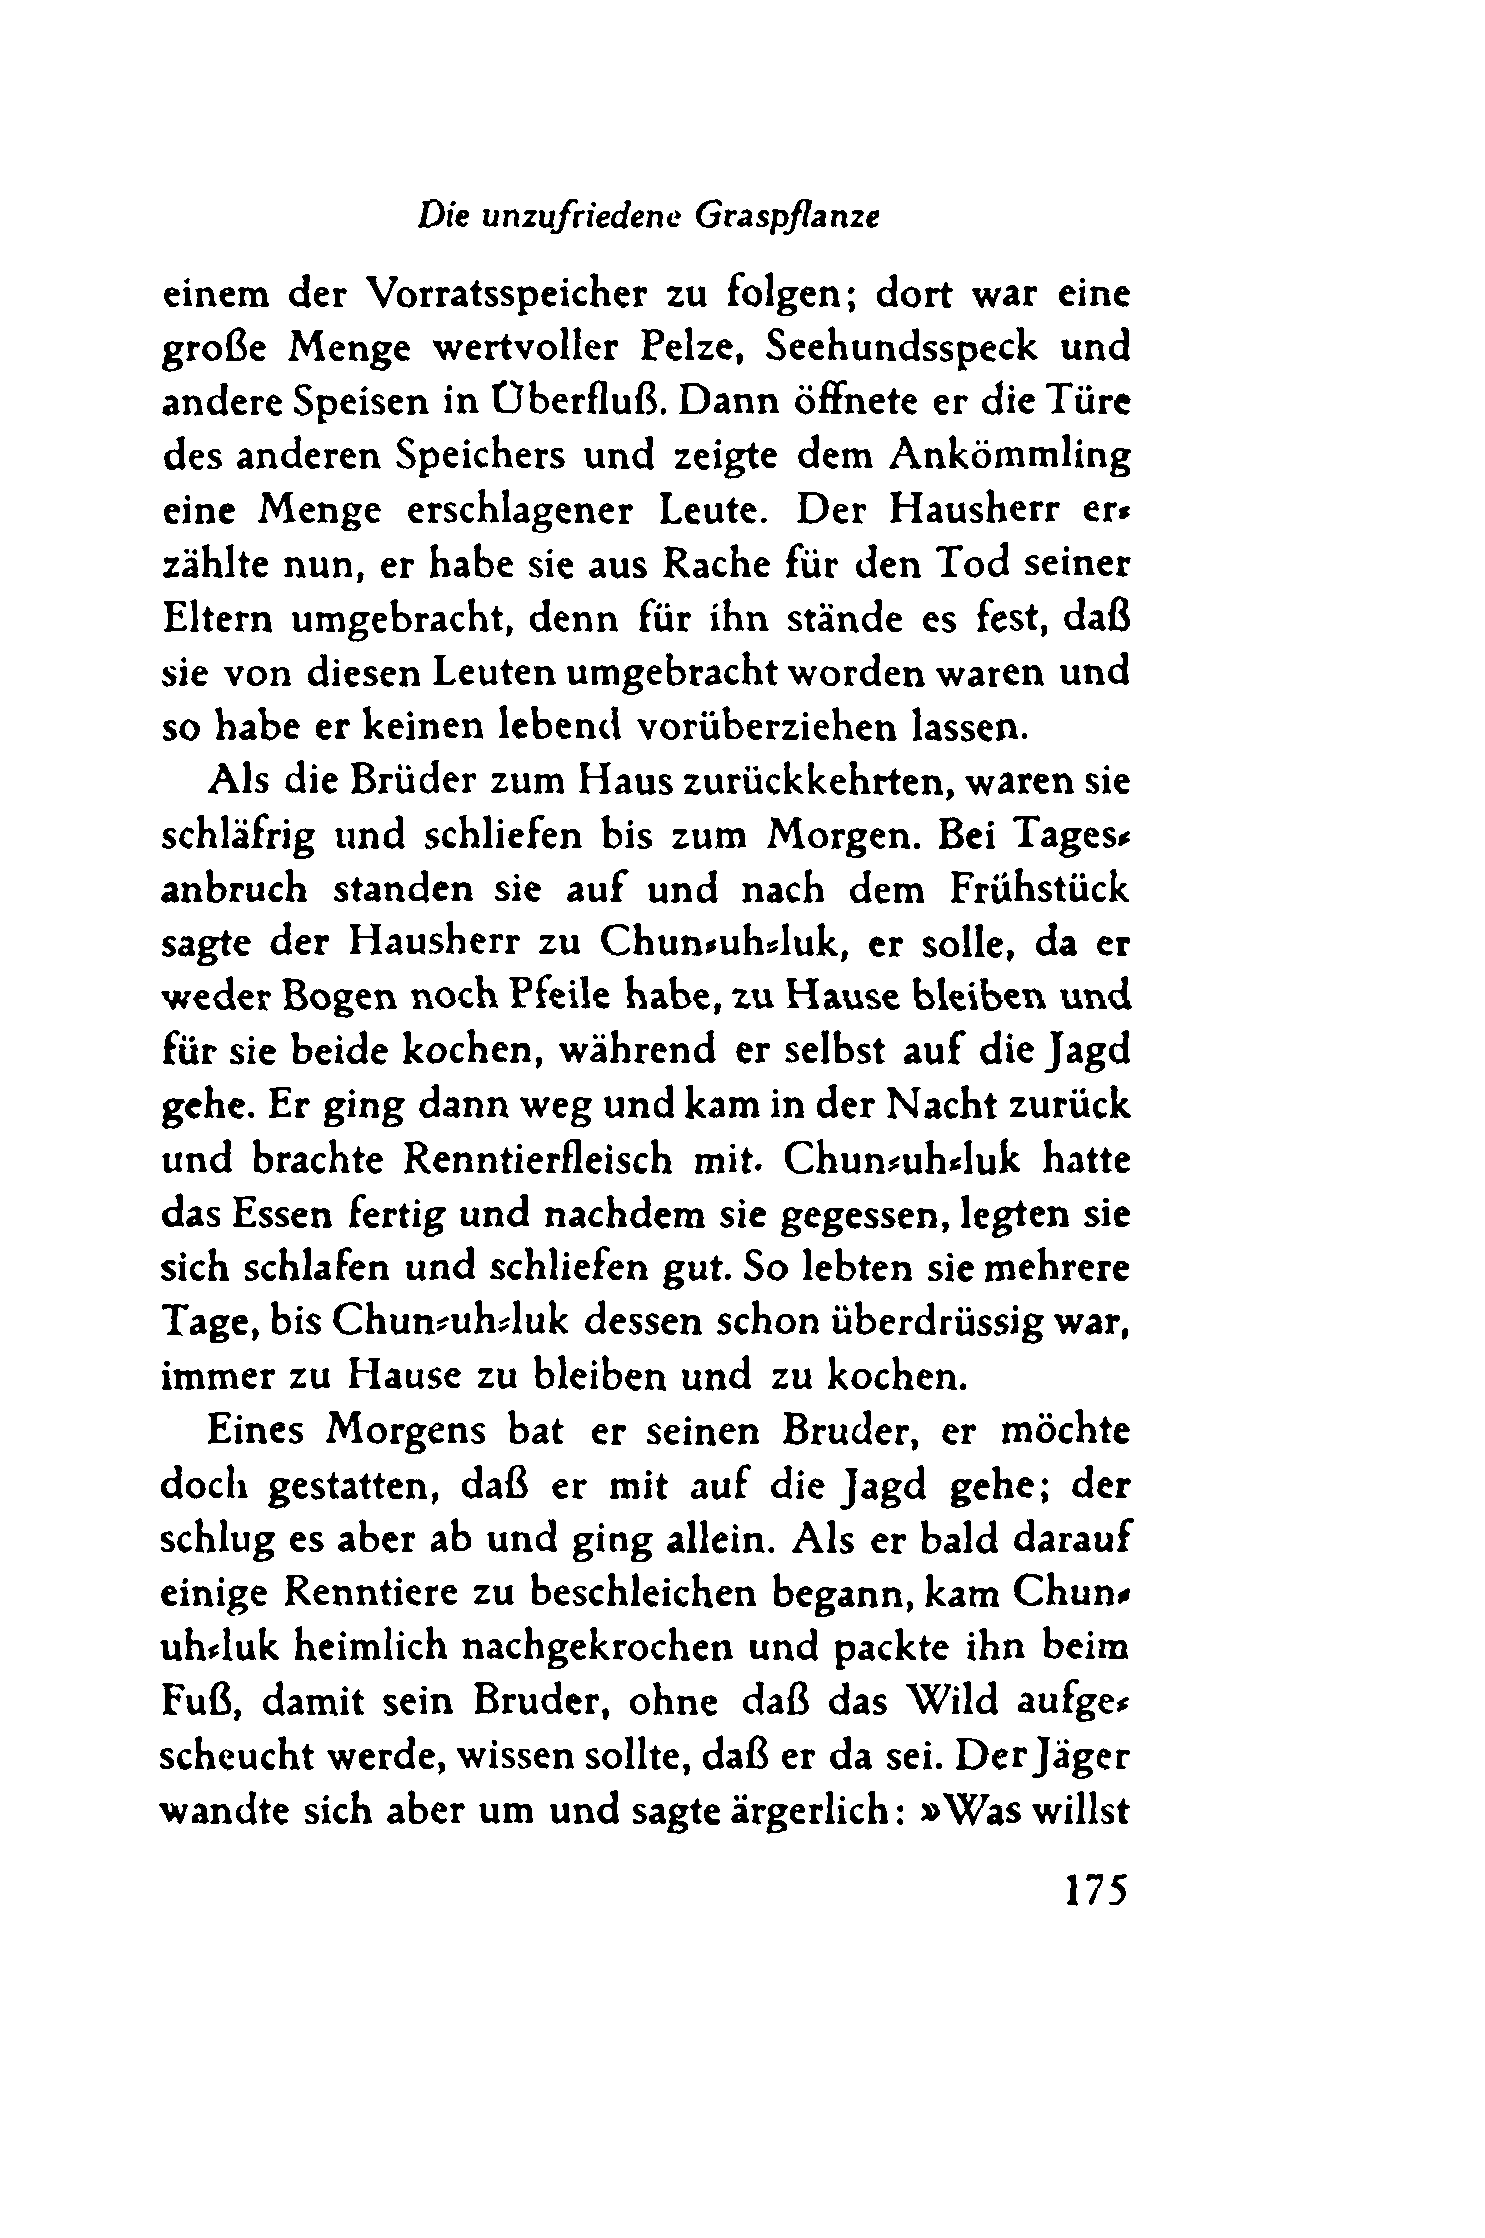 Die unzufriedene Graspflanze
einem der Vorratsspeicher zu folgen; dort war eine
große Menge wertvoller Pelze, Seehundsspeck und
andere Speisen in Überfluß. Dann öffnete er die Türe
des anderen Speichers und zeigte dem Ankömmling
eine Menge erschlagener Leute. Der Hausherr er-
zählte nun, er habe sie aus Rache für den Tod seiner
Eltern umgebracht, denn für ihn stände es fest, daß
sie von diesen Leuten umgebracht worden waren und
so habe er keinen lebend vorüberziehen lassen.
Als die Brüder zum Haus zurückkehrten, waren sie
schläfrig und schliefen bis zum Morgen. Bei Tages-
anbruch standen sie auf und nach dem Frühstück
sagte der Hausherr zu Chun-uh-luk, er solle, da er
weder Bogen noch Pfeile habe, zu Hause bleiben und
für sie beide kochen, während er selbst auf die Jagd
gehe. Er ging dann weg und kam in der Nacht zurück
und brachte Renntierfleisch mit. Chun-uh-luk hatte
das Essen fertig und nachdem sie gegessen, legten sie
sich schlafen und schliefen gut. So lebten sie mehrere
Tage, bis Chun-uh-luk dessen schon überdrüssig war,
immer zu Hause zu bleiben und zu kochen.
Eines Morgens bat er seinen Bruder, er möchte
doch gestatten, daß er mit auf die Jagd gehe; der
schlug es aber ab und ging allein. Als er bald darauf
einige Renntiere zu beschleichen begann, kam Chun-
uh-luk heimlich nachgekrochen und packte ihn beim
Fuß, damit sein Bruder, ohne daß das Wild aufge-
scheucht werde, wissen sollte, daß er da sei. Der Jäger
wandte sich aber um und sagte ärgerlich: »Was willst
175